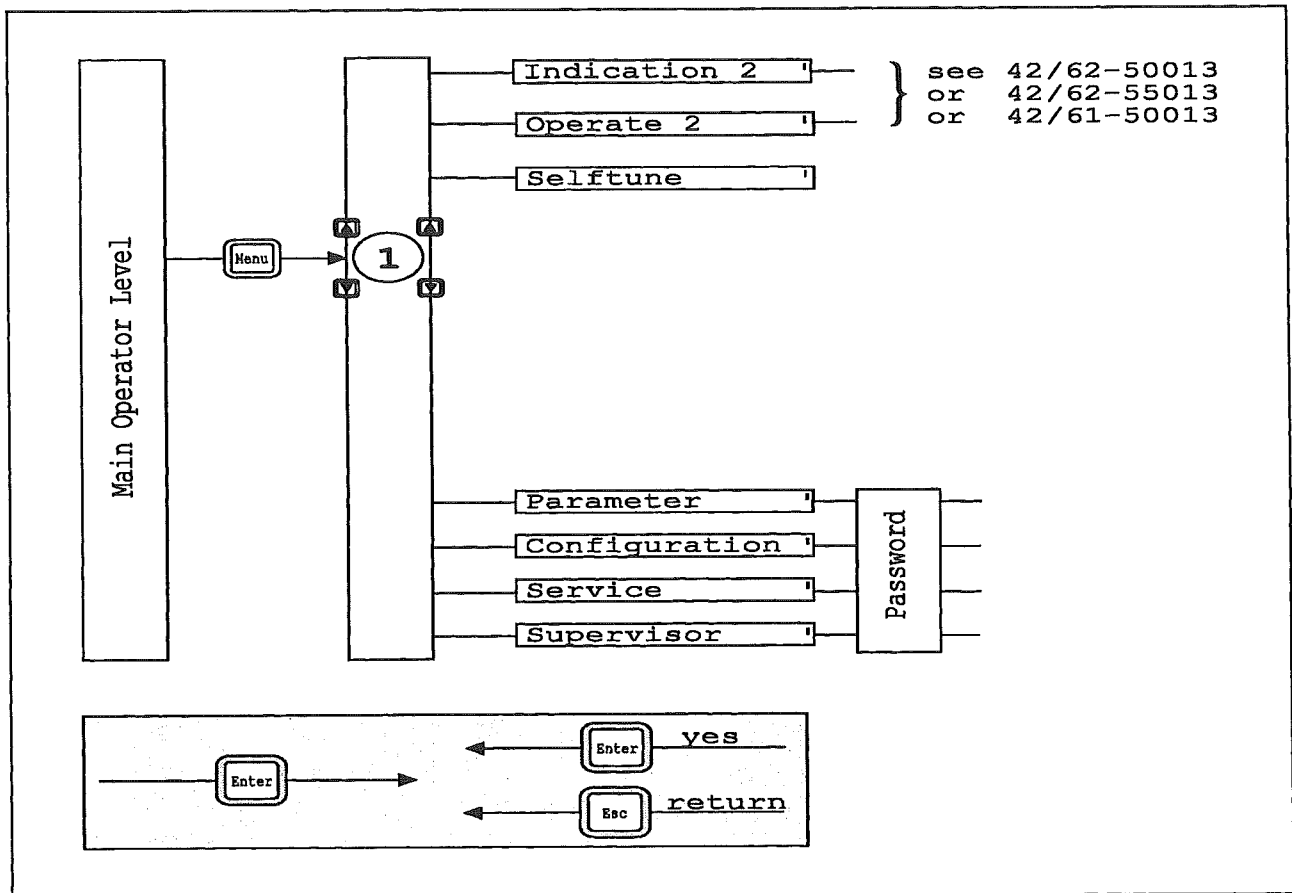 Main Operator Level
Menu
1
Indication 2
Operate 2
Selftune
} see 42/62-50013
or 42/62-55013
or 42/61-50013
Parameter
Configuration
Service
Supervisor
Password
Enter
Enter yes
Esc return